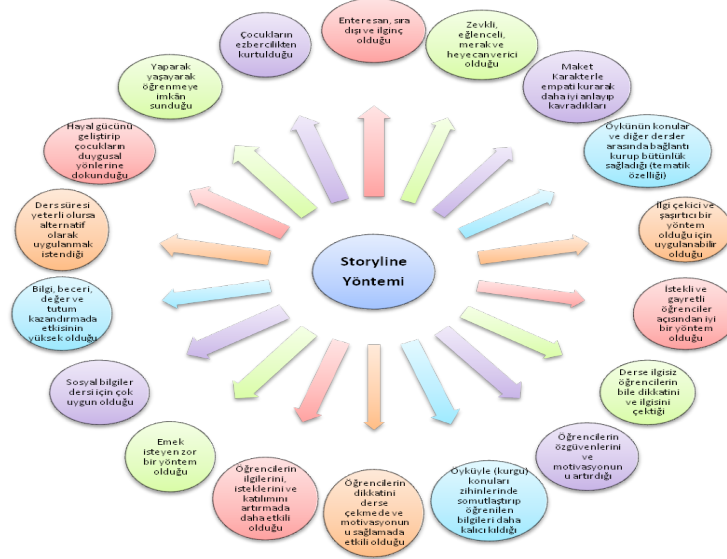 Storyline
Yöntemi
Enteresan, sıra
dışı ve ilginç
olduğu
Zevkli,
eğlenceli,
merak ve
heyecan verici
olduğu
Maket
Karakterle
empati kurarak
daha iyi anlayıp
kavradıkları
Öykünün konular
ve diğer dersler
arasında bağlantı
kurup bütünlük
sağladığı (tematik
özelliği)
İlgi çekici ve
şaşırtıcı bir
yöntem
olduğu için
uygulanabilir
olduğu
İstekli ve
gayretli
öğrenciler
açısından iyi
bir yöntem
olduğu
Derse ilgisiz
öğrencilerin
bile dikkatini
ve ilgisini
çektiği
Öğrencilerin
özgüvenlerini
ve
motivasyonun
u artırdığı
Öyküyle (kurgu)
konuları
zihinlerinde
somutlaştırıp
öğrenilen
bilgileri daha
kalıcı kıldığı
Öğrencilerin
dikkatini
derse
çekmede ve
motivasyonun
u sağlamada
etkili olduğu
Öğrencilerin
ilgilerini,
isteklerini ve
katılımını
artırmada
daha etkili
olduğu
Emek
isteyen zor
bir yöntem
olduğu
Sosyal bilgiler
dersi için çok
uygun olduğu
Bilgi, beceri,
değer ve
tutum
kazandırmada
etkisinin
yüksek olduğu
Ders süresi
yeterli olursa
alternatif
olarak
uygulanmak
istendiği
Hayal gücünü
geliştirip
çocukların
duygusal
yönlerine
dokunduğu
Yaparak
yaşayarak
öğrenmeye
imkân
sunduğu
Çocukların
ezbercilikten
kurtulduğu